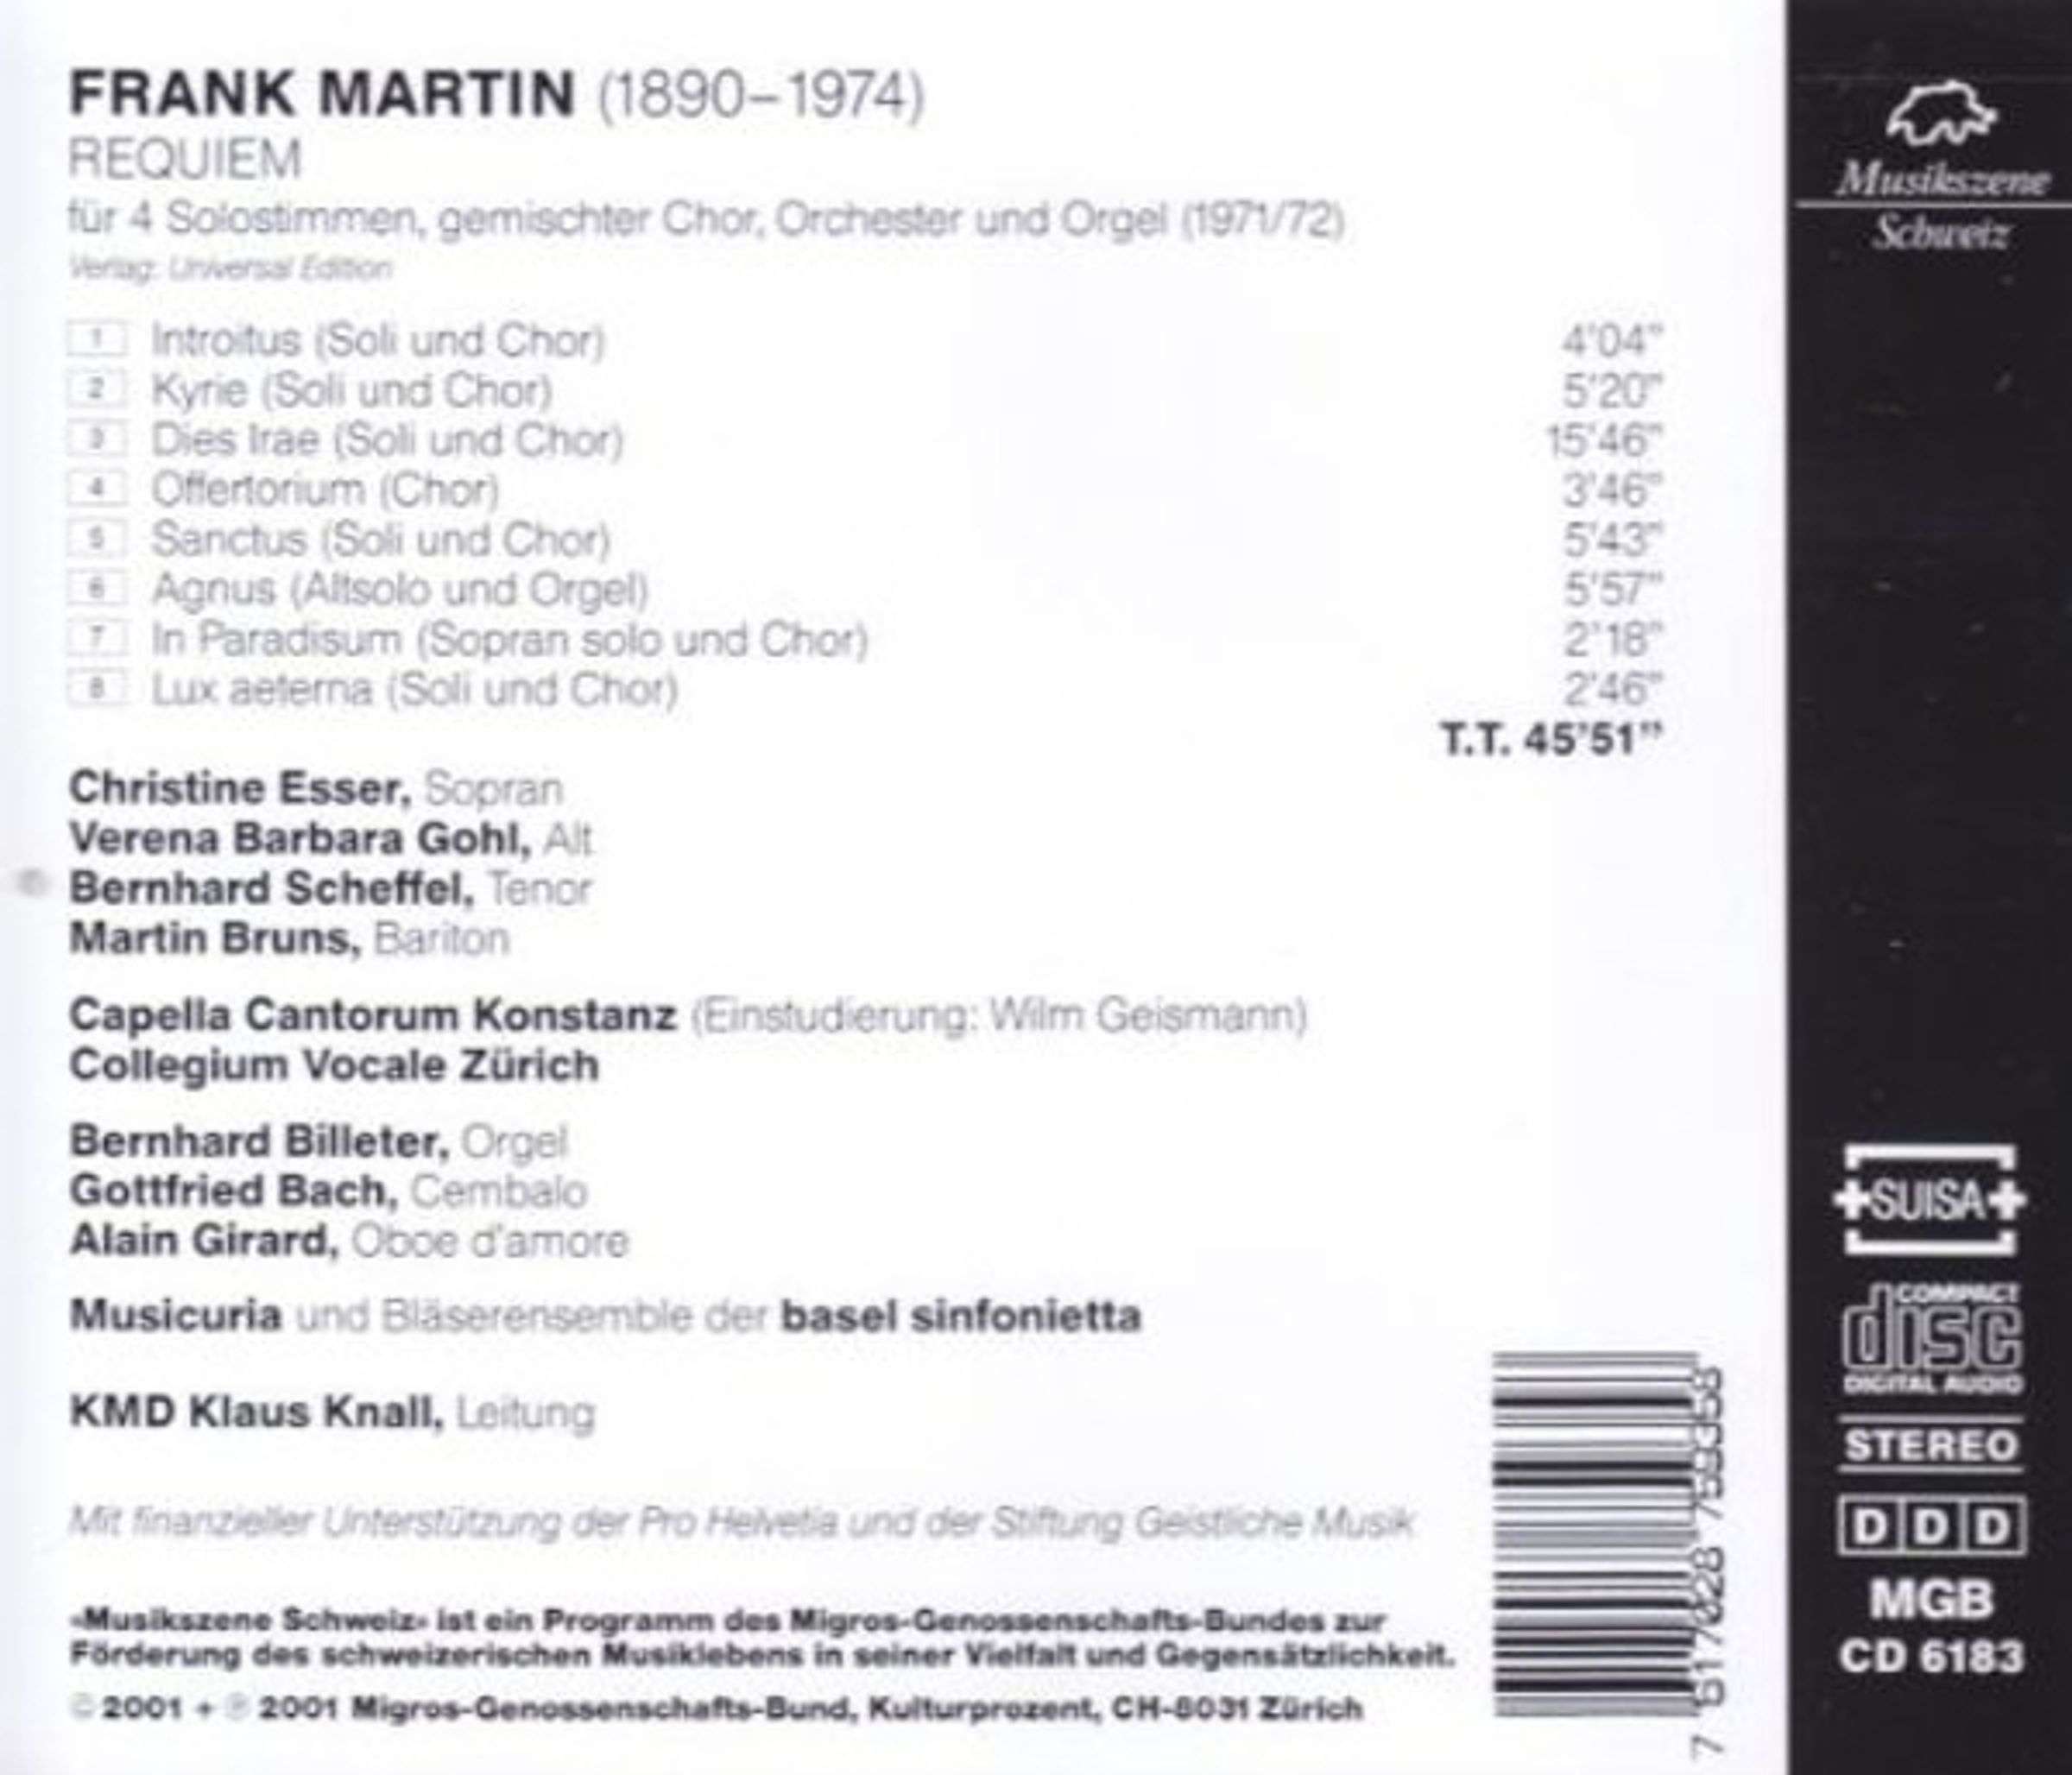 FRANK MARTIN (1890–1974)
REQUIEM
für 4 Solostimmen, gemischter Chor, Orchester und Orgel (1971/72)
Verlag: Universal Edition
1 Introitus (Soli und Chor) 4'04"
2 Kyrie (Soli und Chor) 5'20"
3 Dies Irae (Soli und Chor) 15'46"
4 Offertorium (Chor) 3'46"
5 Sanctus (Soli und Chor) 5'43"
6 Agnus (Altsolo und Orgel) 5'57"
7 In Paradisum (Sopran solo und Chor) 2'18"
8 Lux aeterna (Soli und Chor) 2'46"
T.T. 45'51"
Christine Esser, Sopran
Verena Barbara Gohl, Alt
Bernhard Scheffel, Tenor
Martin Bruns, Bariton
Capella Cantorum Konstanz (Einstudierung: Wilm Geismann)
Collegium Vocale Zürich
Bernhard Billeter, Orgel
Gottfried Bach, Cembalo
Alain Girard, Oboe d'amore
Musicuria und Bläserensemble der basel sinfonietta
KMD Klaus Knall, Leitung
Mit finanzieller Unterstützung der Pro Helvetia und der Stiftung Geistliche Musik
«Musikszene Schweiz» ist ein Programm des Migros-Genossenschafts-Bundes zur
Förderung des schweizerischen Musiklebens in seiner Vielfalt und Gegensätzlichkeit.
© 2001 + ℗ 2001 Migros-Genossenschafts-Bund, Kulturprozent, CH-8031 Zürich
7 617028 759358
Musikszene
Schweiz
SUISA
COMPACT
disc
DIGITAL AUDIO
STEREO
DDD
MGB
CD 6183